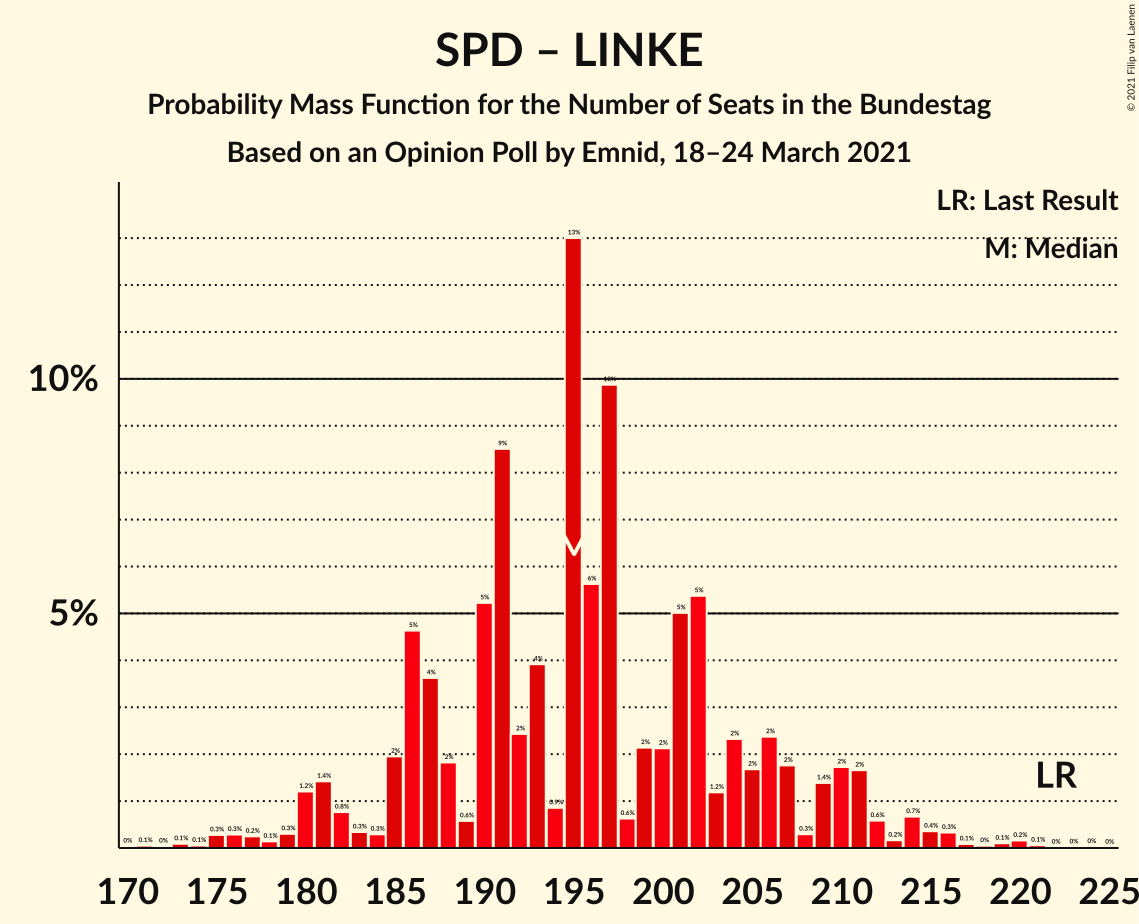 SPD – LINKE
Probability Mass Function for the Number of Seats in the Bundestag
Based on an Opinion Poll by Emnid, 18–24 March 2021
© 2021 Filip van Laenen
LR: Last Result
M: Median
10%
5%
0% 0.1% 0% 0.1% 0.1% 0.3% 0.3% 0.2% 0.1% 0.3% 1.2% 1.4% 0.8% 0.3% 0.3% 2% 5% 4% 2% 0.6% 5% 9% 2% 4% 0.9% 13% 6% 10% 0.6% 2% 2% 5% 5% 1.2% 2% 2% 2% 2% 0.3% 1.4% 2% 2% 0.6% 0.2% 0.7% 0.4% 0.3% 0.1% 0% 0.1% 0.2% 0.1% 0% 0% 0% 0%
M
LR
170 175 180 185 190 195 200 205 210 215 220 225